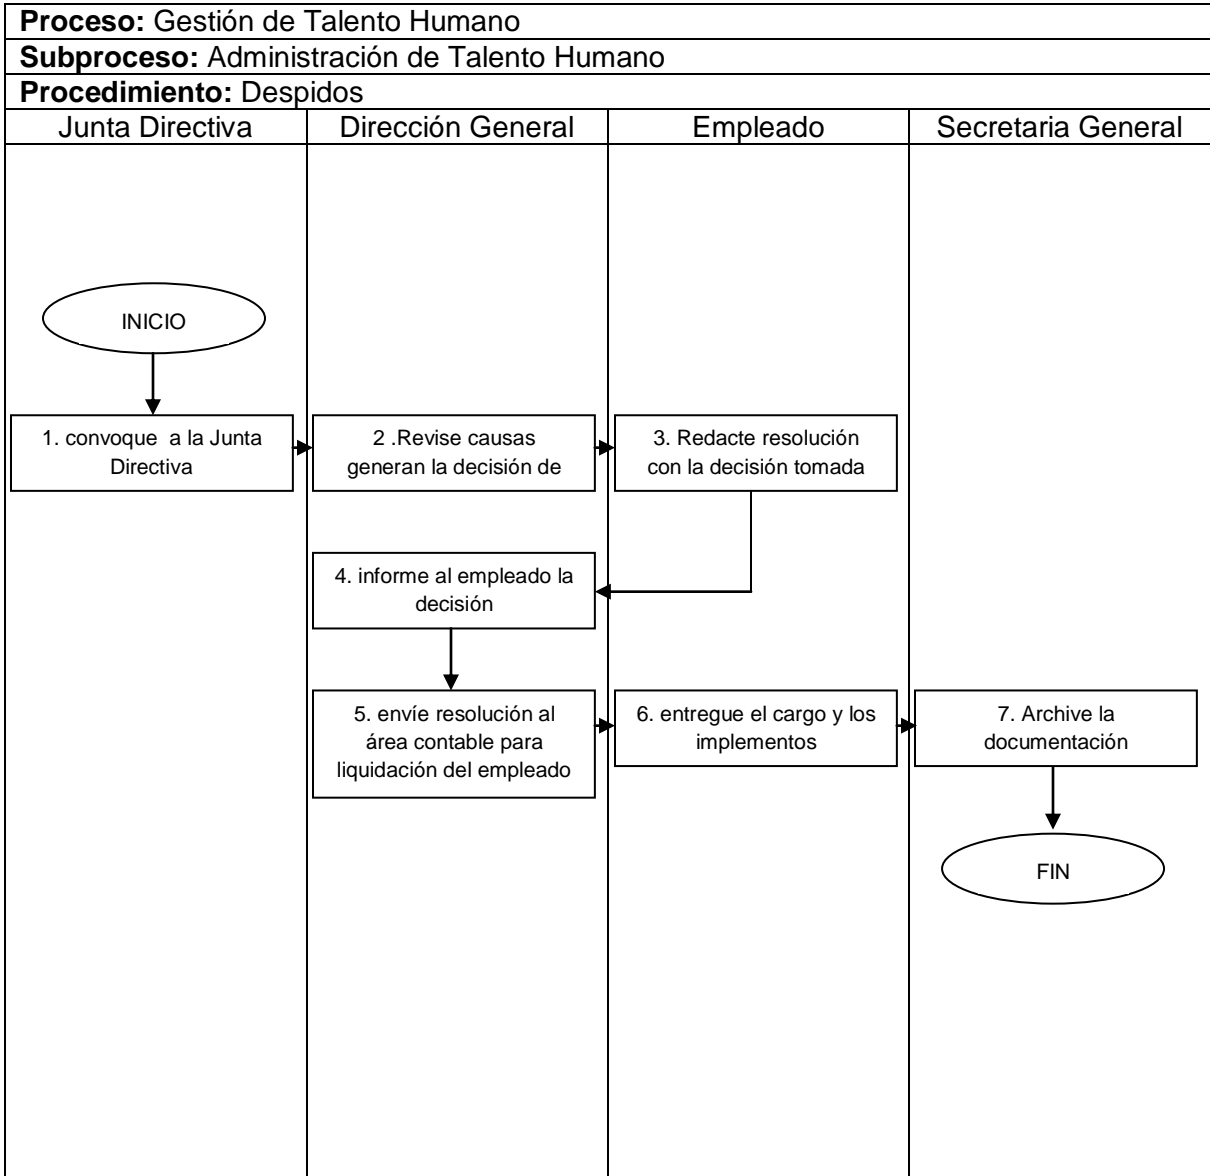 Proceso: Gestión de Talento Humano
Subproceso: Administración de Talento Humano
Procedimiento: Despidos
Junta Directiva
Dirección General
Empleado
Secretaria General
INICIO
1. convoque  a la Junta
Directiva
2 .Revise causas
generan la decisión de
3. Redacte resolución
con la decisión tomada
4. informe al empleado la
decisión
5. envíe resolución al
área contable para
liquidación del empleado
6. entregue el cargo y los
implementos
7. Archive la
documentación
FIN